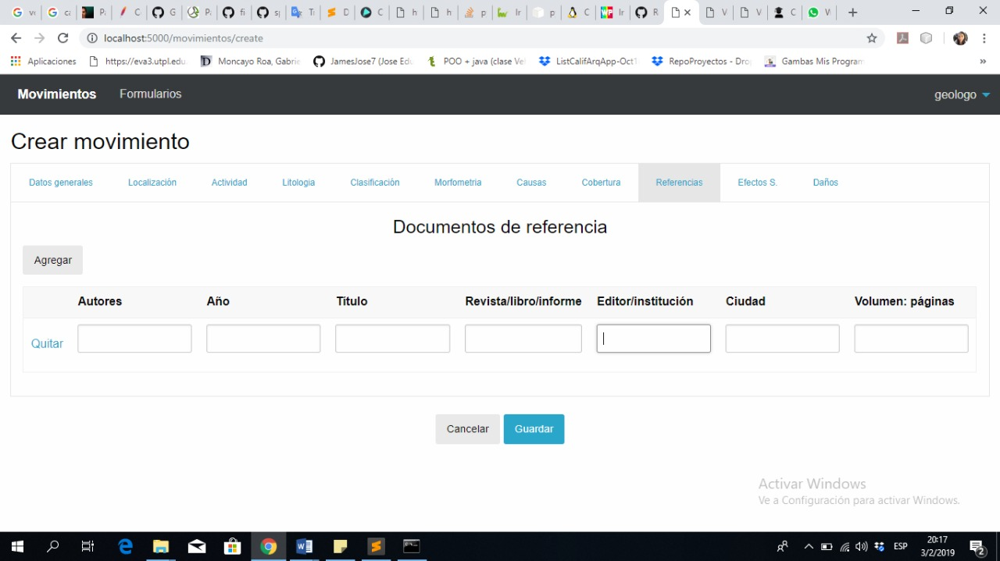 localhost:5000/movimientos/create
Aplicaciones https://eva3.utpl.edu. Moncayo Roa, Gabrie JamesJose7 (Jose Edu POO + java (clase Vel ListCalifArqApp-Oct1 RepoProyectos - Dro Gambas Mis Program »
Movimientos Formularios geologo
Crear movimiento
Datos generales Localización Actividad Litologia Clasificación Morfometria Causas Cobertura Referencias Efectos S. Daños
Documentos de referencia
Agregar
Autores Año Título Revista/libro/informe Editor/institución Ciudad Volumen: páginas
Quitar
Cancelar Guardar
Activar Windows
Ve a Configuración para activar Windows.
ESP
20:17
3/2/2019
2